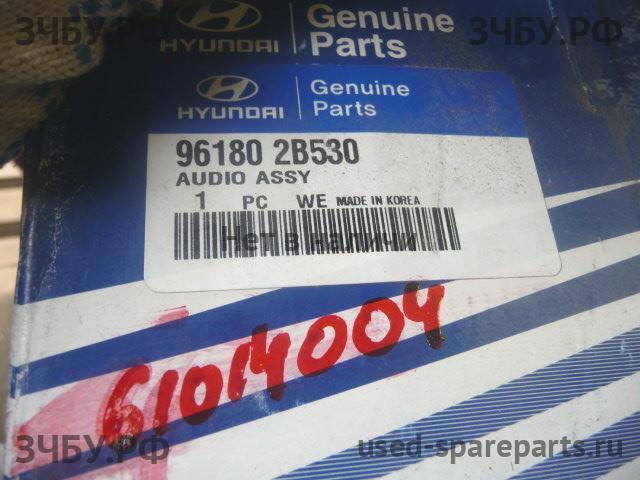 ЗЧБУ.РФ
ЗЧБУ.РФ
HYUNDAI
Genuine
Parts
HYUNDAI
Genuine
Parts
96180 2B530
AUDIO ASSY
1 PC WE MADE IN KOREA
Нет в наличии
61014004
ЗЧБУ.РФ
used-spareparts.ru